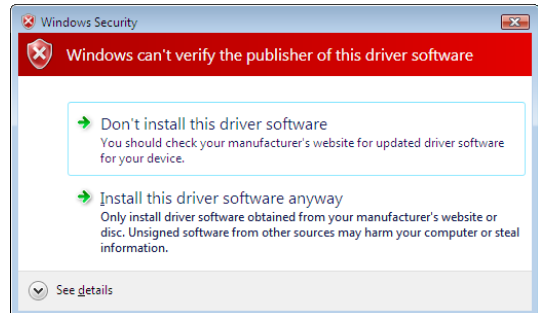 Windows Security
Windows can't verify the publisher of this driver software
Don't install this driver software
You should check your manufacturer's website for updated driver software
for your device.
Install this driver software anyway
Only install driver software obtained from your manufacturer's website or
disc. Unsigned software from other sources may harm your computer or steal
information.
See details